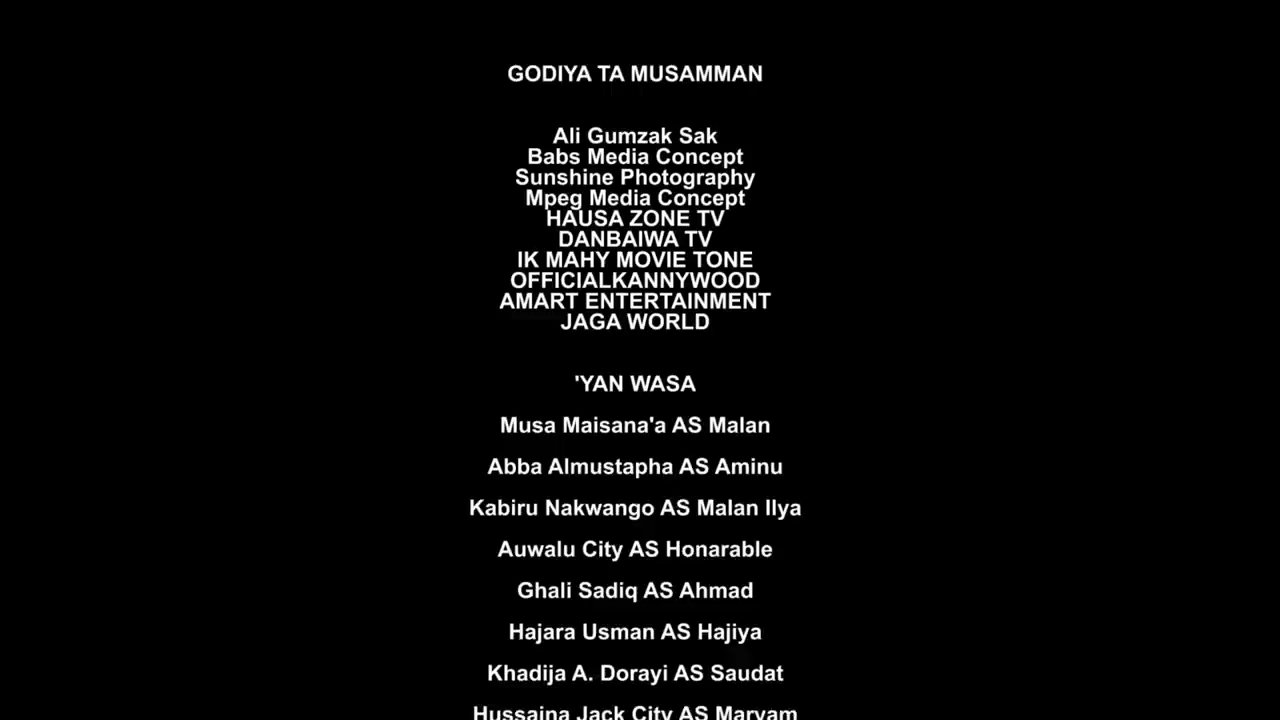 GODIYA TA MUSAMMAN
Ali Gumzak Sak
Babs Media Concept
Sunshine Photography
Mpeg Media Concept
HAUSA ZONE TV
DANBAIWA TV
IK MAHY MOVIE TONE
OFFICIALKANNYWOOD
AMART ENTERTAINMENT
JAGA WORLD
'YAN WASA
Musa Maisana'a AS Malan
Abba Almustapha AS Aminu
Kabiru Nakwango AS Malan Ilya
Auwalu City AS Honarable
Ghali Sadiq AS Ahmad
Hajara Usman AS Hajiya
Khadija A. Dorayi AS Saudat
Hussaina Jack City AS Maryam